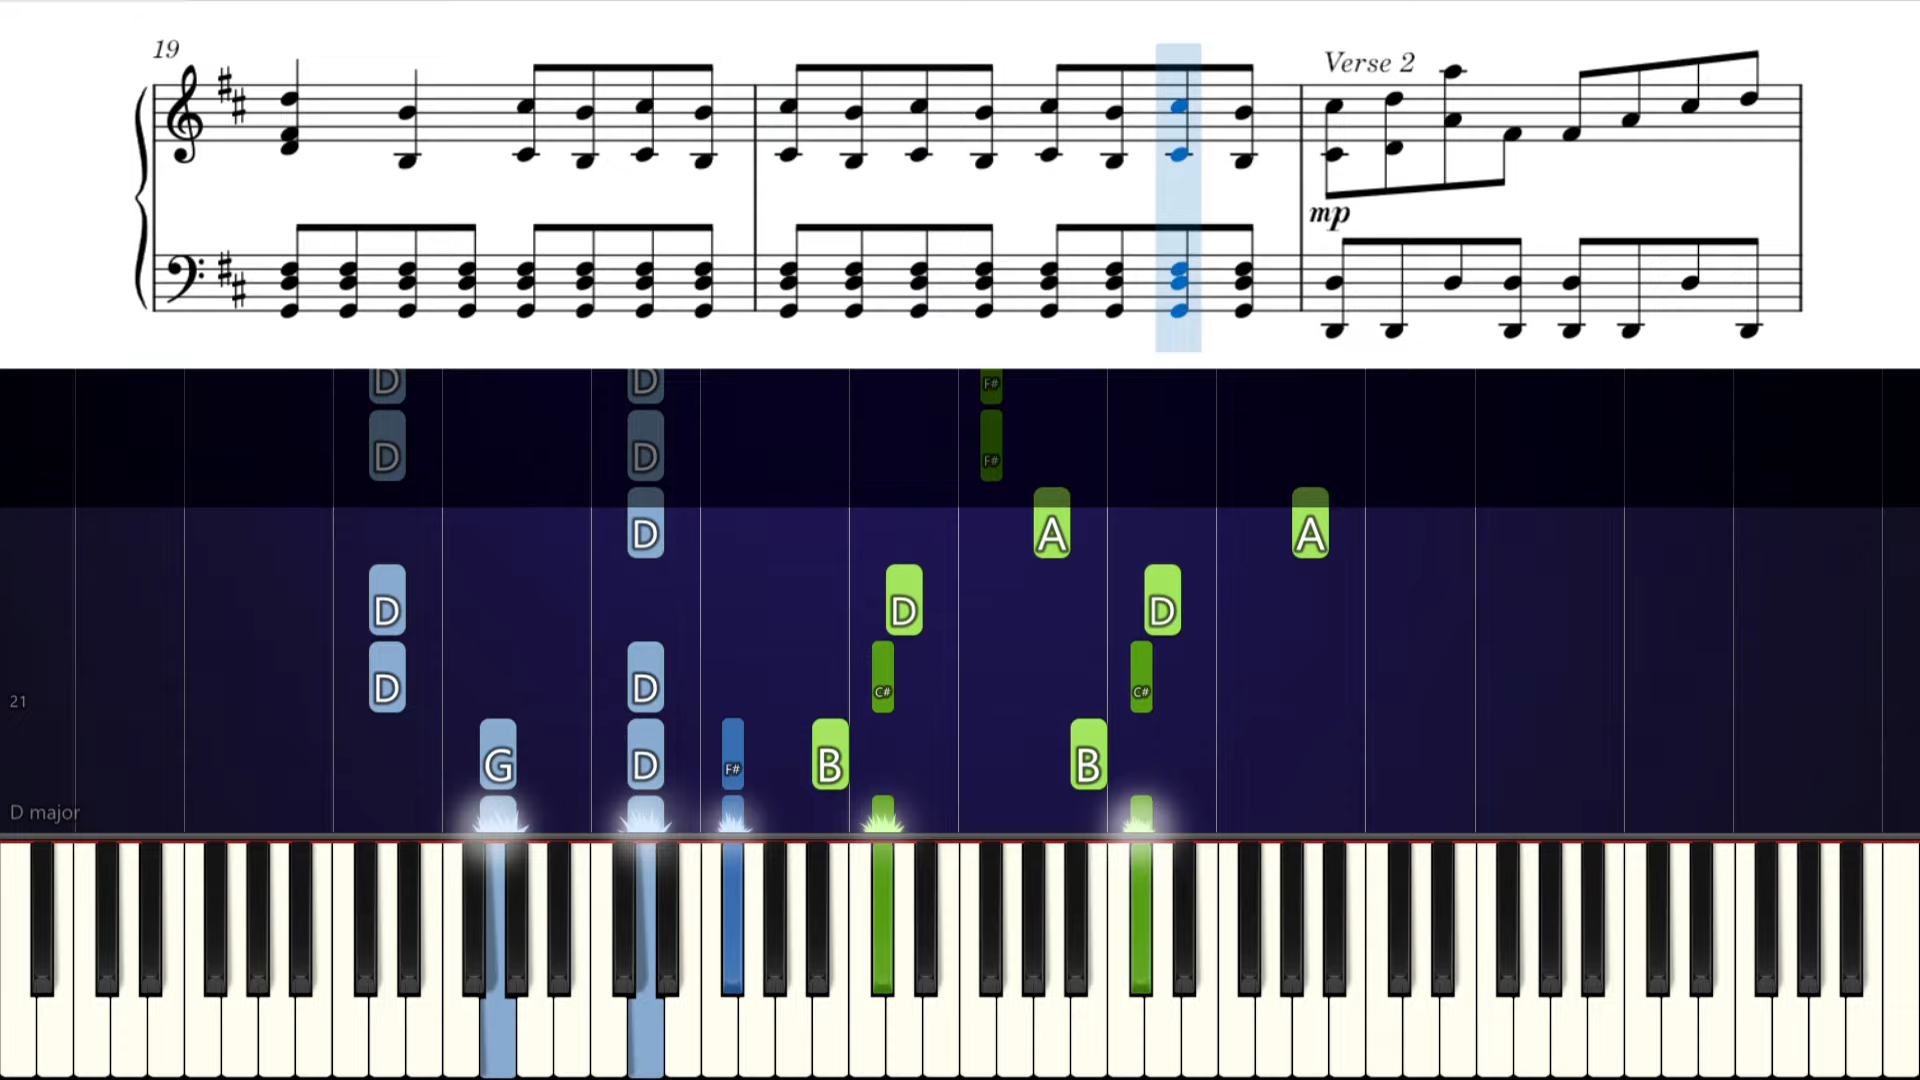 19
Verse 2
mp
D D F#
D D F#
D A A
D D D
D D C# C#
21
G D F# B B
D major